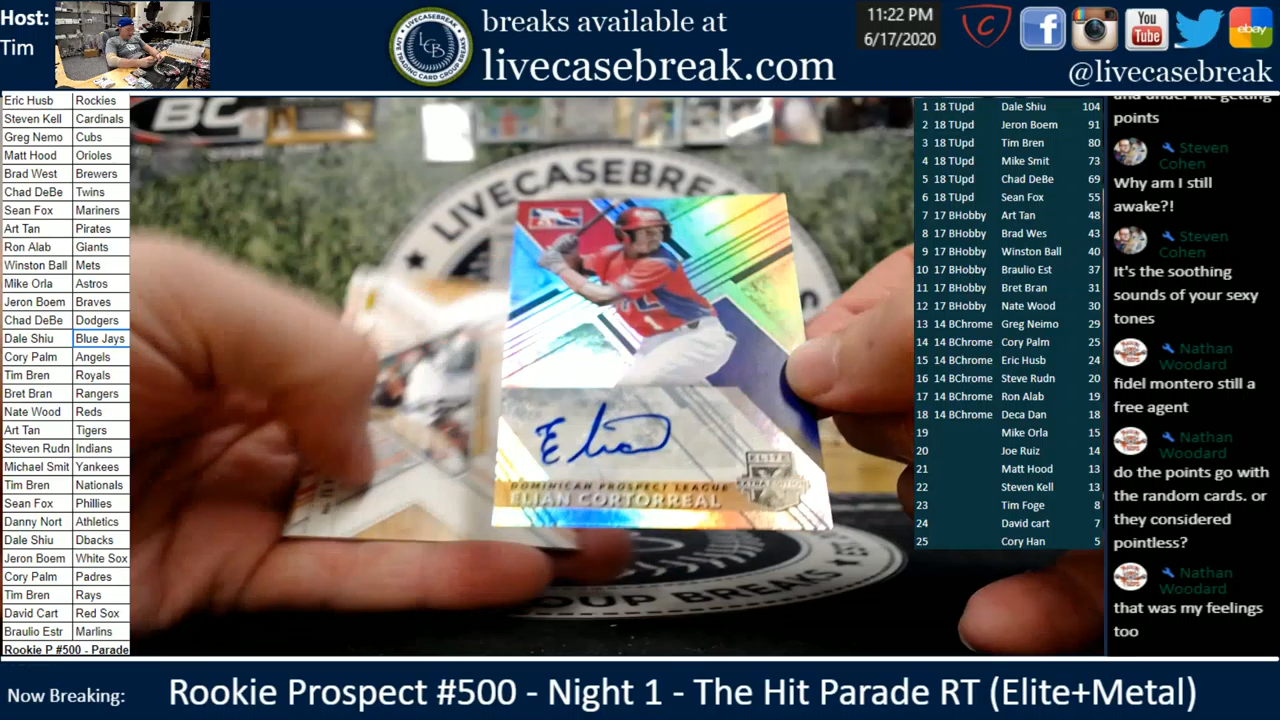 Host:
Tim
breaks available at
livecasebreak.com
LCB
11:22 PM
6/17/2020
You
Tube
ebay
@livecasebreak
Eric Husb Rockies
Steven Kell Cardinals
Greg Nemo Cubs
Matt Hood Orioles
Brad West Brewers
Chad DeBe Twins
Sean Fox Mariners
Art Tan Pirates
Ron Alab Giants
Winston Ball Mets
Mike Orla Astros
Jeron Boem Braves
Chad DeBe Dodgers
Dale Shiu Blue Jays
Cory Palm Angels
Tim Bren Royals
Bret Bran Rangers
Nate Wood Reds
Art Tan Tigers
Steven Rudn Indians
Michael Smit Yankees
Tim Bren Nationals
Sean Fox Phillies
Danny Nort Athletics
Dale Shiu Dbacks
Jeron Boem White Sox
Cory Palm Padres
Tim Bren Rays
David Cart Red Sox
Braulio Estr Marlins
Rookie P #500 - Parade
LIVECASEBREAK
GROUP BREAKS
1
DOMINICAN PROSPECT LEAGUE
ELIAN CORTORREAL
ELITE
1 18 TUpd Dale Shiu 104
2 18 TUpd Jeron Boem 91
3 18 TUpd Tim Bren 80
4 18 TUpd Mike Smit 73
5 18 TUpd Chad DeBe 69
6 18 TUpd Sean Fox 55
7 17 BHobby Art Tan 48
8 17 BHobby Brad Wes 43
9 17 BHobby Winston Ball 40
10 17 BHobby Braulio Est 37
11 17 BHobby Bret Bran 31
12 17 BHobby Nate Wood 30
13 14 BChrome Greg Neimo 29
14 14 BChrome Cory Palm 25
15 14 BChrome Eric Husb 24
16 14 BChrome Steve Rudn 20
17 14 BChrome Ron Alab 19
18 14 BChrome Deca Dan 18
19 Mike Orla 15
20 Joe Ruiz 14
21 Matt Hood 13
22 Steven Kell 13
23 Tim Foge 8
24 David cart 7
25 Cory Han 5
and under me getting
points
Steven
Cohen
Why am I still
awake?!
Steven
Cohen
It's the soothing
sounds of your sexy
tones
Nathan
Woodard
fidel montero still a
free agent
Nathan
Woodard
do the points go with
the random cards. or
they considered
pointless?
Nathan
Woodard
that was my feelings
too
Now Breaking:
Rookie Prospect #500 - Night 1 - The Hit Parade RT (Elite+Metal)